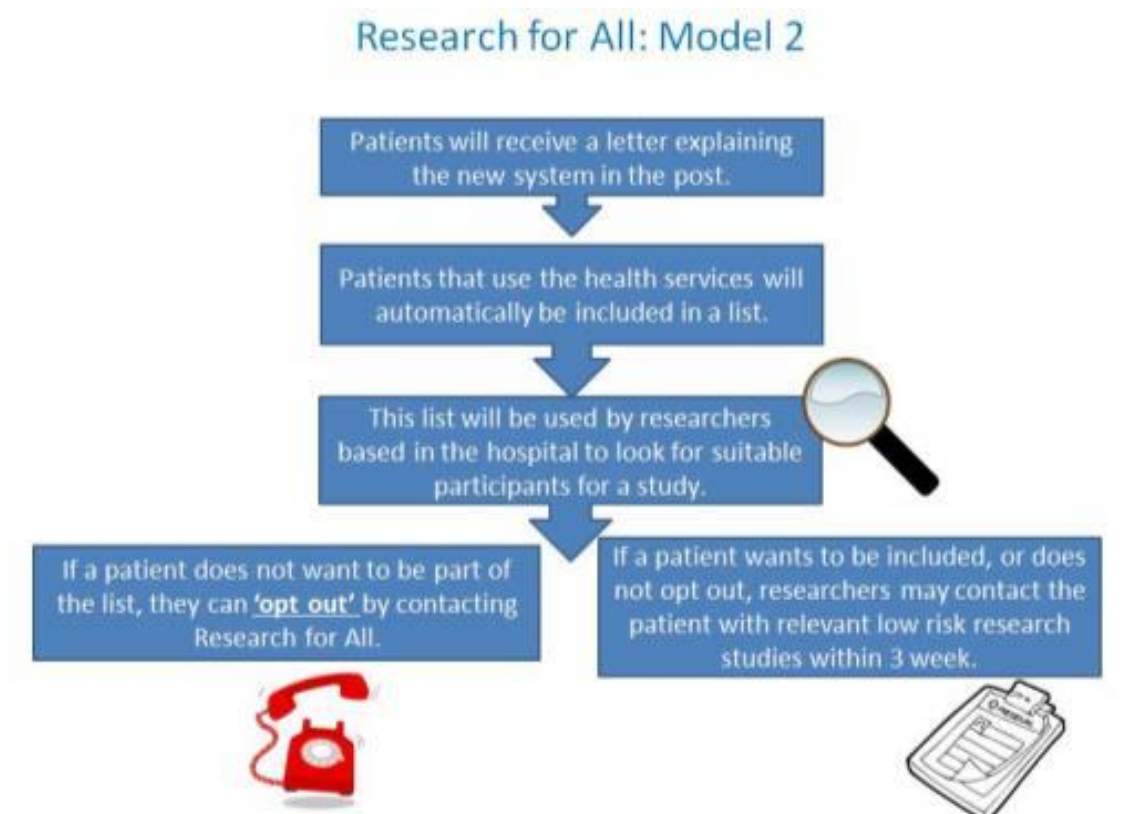 Research for All: Model 2
Patients will receive a letter explaining
the new system in the post.
Patients that use the health services will
automatically be included in a list.
This list will be used by researchers
based in the hospital to look for suitable
participants for a study.
If a patient does not want to be part of
the list, they can ‘opt out’ by contacting
Research for All.
If a patient wants to be included, or does
not opt out, researchers may contact the
patient with relevant low risk research
studies within 3 week.